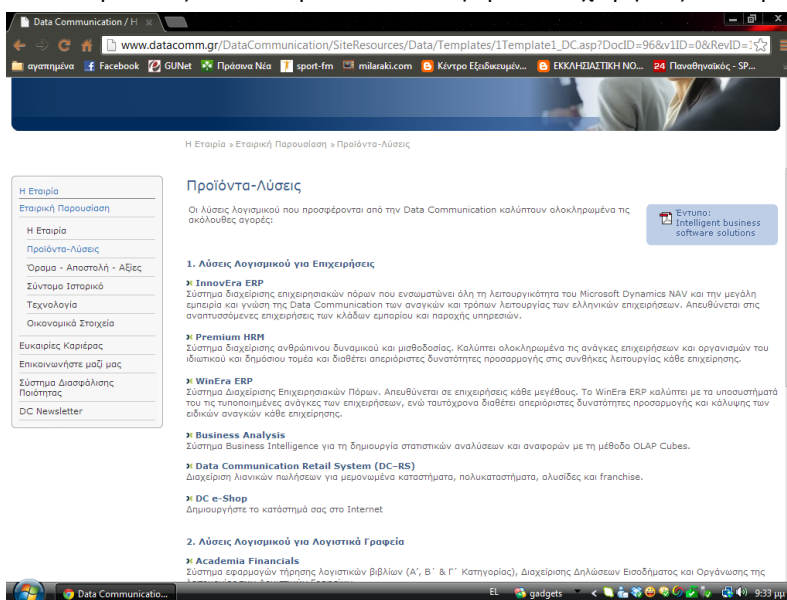 Data Communication / Η
www.datacomm.gr/DataCommunication/SiteResources/Data/Templates/1Template1_DC.asp?DocID=96&v1ID=0&RevID=
αγαπημένα Facebook GUNet Πράσινα Νέα sport-fm milaraki.com Κέντρο Εξειδικευμέν... ΕΚΚΛΗΣΙΑΣΤΙΚΗ ΝΟ... 24 Παναθηναϊκός - SP...
Η Εταιρία » Εταιρική Παρουσίαση » Προϊόντα-Λύσεις
Η Εταιρία
Εταιρική Παρουσίαση
Η Εταιρία
Προϊόντα-Λύσεις
Όραμα - Αποστολή - Αξίες
Σύντομο Ιστορικό
Τεχνολογία
Οικονομικά Στοιχεία
Ευκαιρίες Καριέρας
Επικοινωνήστε μαζί μας
Σύστημα Διασφάλισης
Ποιότητας
DC Newsletter
Προϊόντα-Λύσεις
Οι λύσεις λογισμικού που προσφέρονται από την Data Communication καλύπτουν ολοκληρωμένα τις
ακόλουθες αγορές:
Έντυπο:
Intelligent business
software solutions
1. Λύσεις Λογισμικού για Επιχειρήσεις
InnovEra ERP
Σύστημα διαχείρισης επιχειρησιακών πόρων που ενσωματώνει όλη τη λειτουργικότητα του Microsoft Dynamics NAV και την μεγάλη
εμπειρία και γνώση της Data Communication των αναγκών και τρόπων λειτουργίας των ελληνικών επιχειρήσεων. Απευθύνεται στις
αναπτυσσόμενες επιχειρήσεις των κλάδων εμπορίου και παροχής υπηρεσιών.
Premium HRM
Σύστημα διαχείρισης ανθρώπινου δυναμικού και μισθοδοσίας. Καλύπτει ολοκληρωμένα τις ανάγκες επιχειρήσεων και οργανισμών του
ιδιωτικού και δημόσιου τομέα και διαθέτει απεριόριστες δυνατότητες προσαρμογής στις συνθήκες λειτουργίας κάθε επιχείρησης.
WinEra ERP
Σύστημα Διαχείρισης Επιχειρησιακών Πόρων. Απευθύνεται σε επιχειρήσεις κάθε μεγέθους. Το WinEra ERP καλύπτει με τα υποσυστήματά
του τις τυποποιημένες ανάγκες των επιχειρήσεων, ενώ ταυτόχρονα διαθέτει απεριόριστες δυνατότητες προσαρμογής και κάλυψης των
ειδικών αναγκών κάθε επιχείρησης.
Business Analysis
Σύστημα Business Intelligence για τη δημιουργία στατιστικών αναλύσεων και αναφορών με τη μέθοδο OLAP Cubes.
Data Communication Retail System (DC–RS)
Διαχείριση λιανικών πωλήσεων για μεμονωμένα καταστήματα, πολυκαταστήματα, αλυσίδες και franchise.
DC e-Shop
Δημιουργήστε το κατάστημά σας στο Internet
2. Λύσεις Λογισμικού για Λογιστικά Γραφεία
Academia Financials
Σύστημα εφαρμογών τήρησης λογιστικών βιβλίων (Α΄, Β΄ & Γ΄ Κατηγορίας), Διαχείρισης Δηλώσεων Εισοδήματος και Οργάνωσης της
Data Communicatio... EL gadgets 9:33 μμ